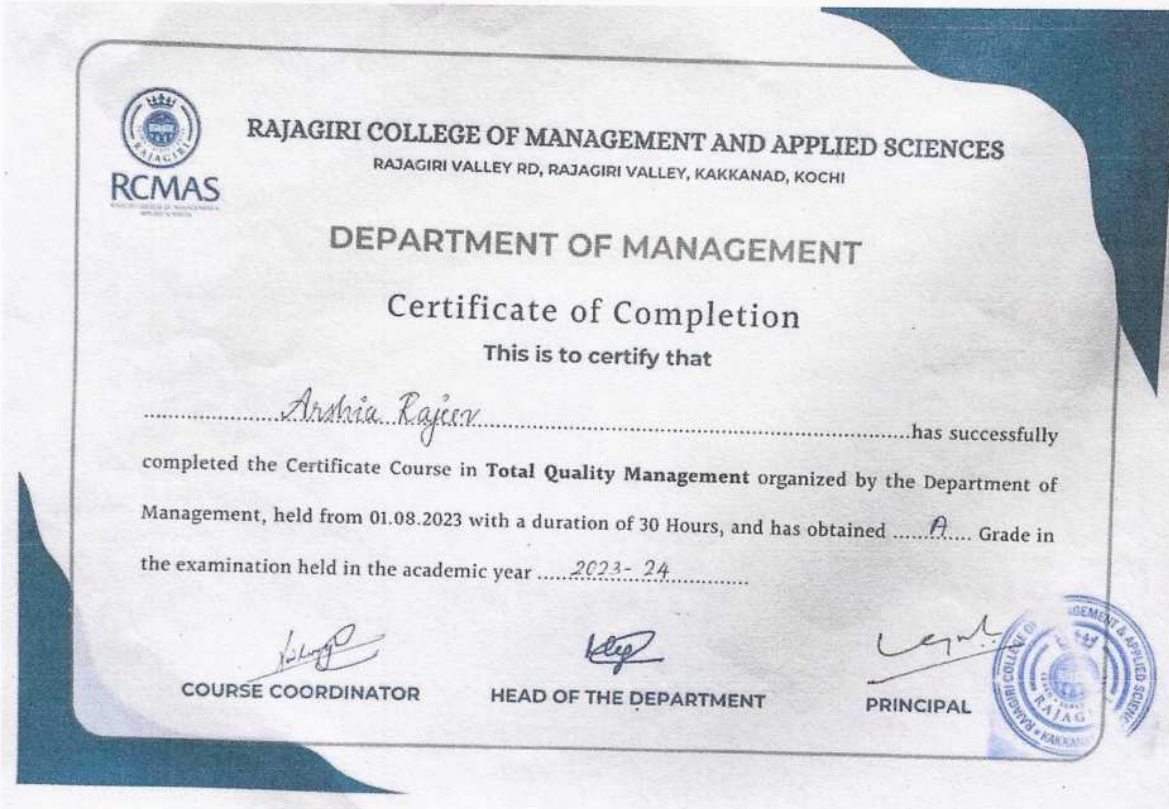 RAJAGIRI
RCMAS
RAJAGIRI COLLEGE OF MANAGEMENT AND APPLIED SCIENCES
RAJAGIRI VALLEY RD, RAJAGIRI VALLEY, KAKKANAD, KOCHI
DEPARTMENT OF MANAGEMENT
Certificate of Completion
This is to certify that
Arshia Rajeev has successfully
completed the Certificate Course in Total Quality Management organized by the Department of
Management, held from 01.08.2023 with a duration of 30 Hours, and has obtained ......A.... Grade in
the examination held in the academic year ......2023-24..............
COURSE COORDINATOR
HEAD OF THE DEPARTMENT
PRINCIPAL